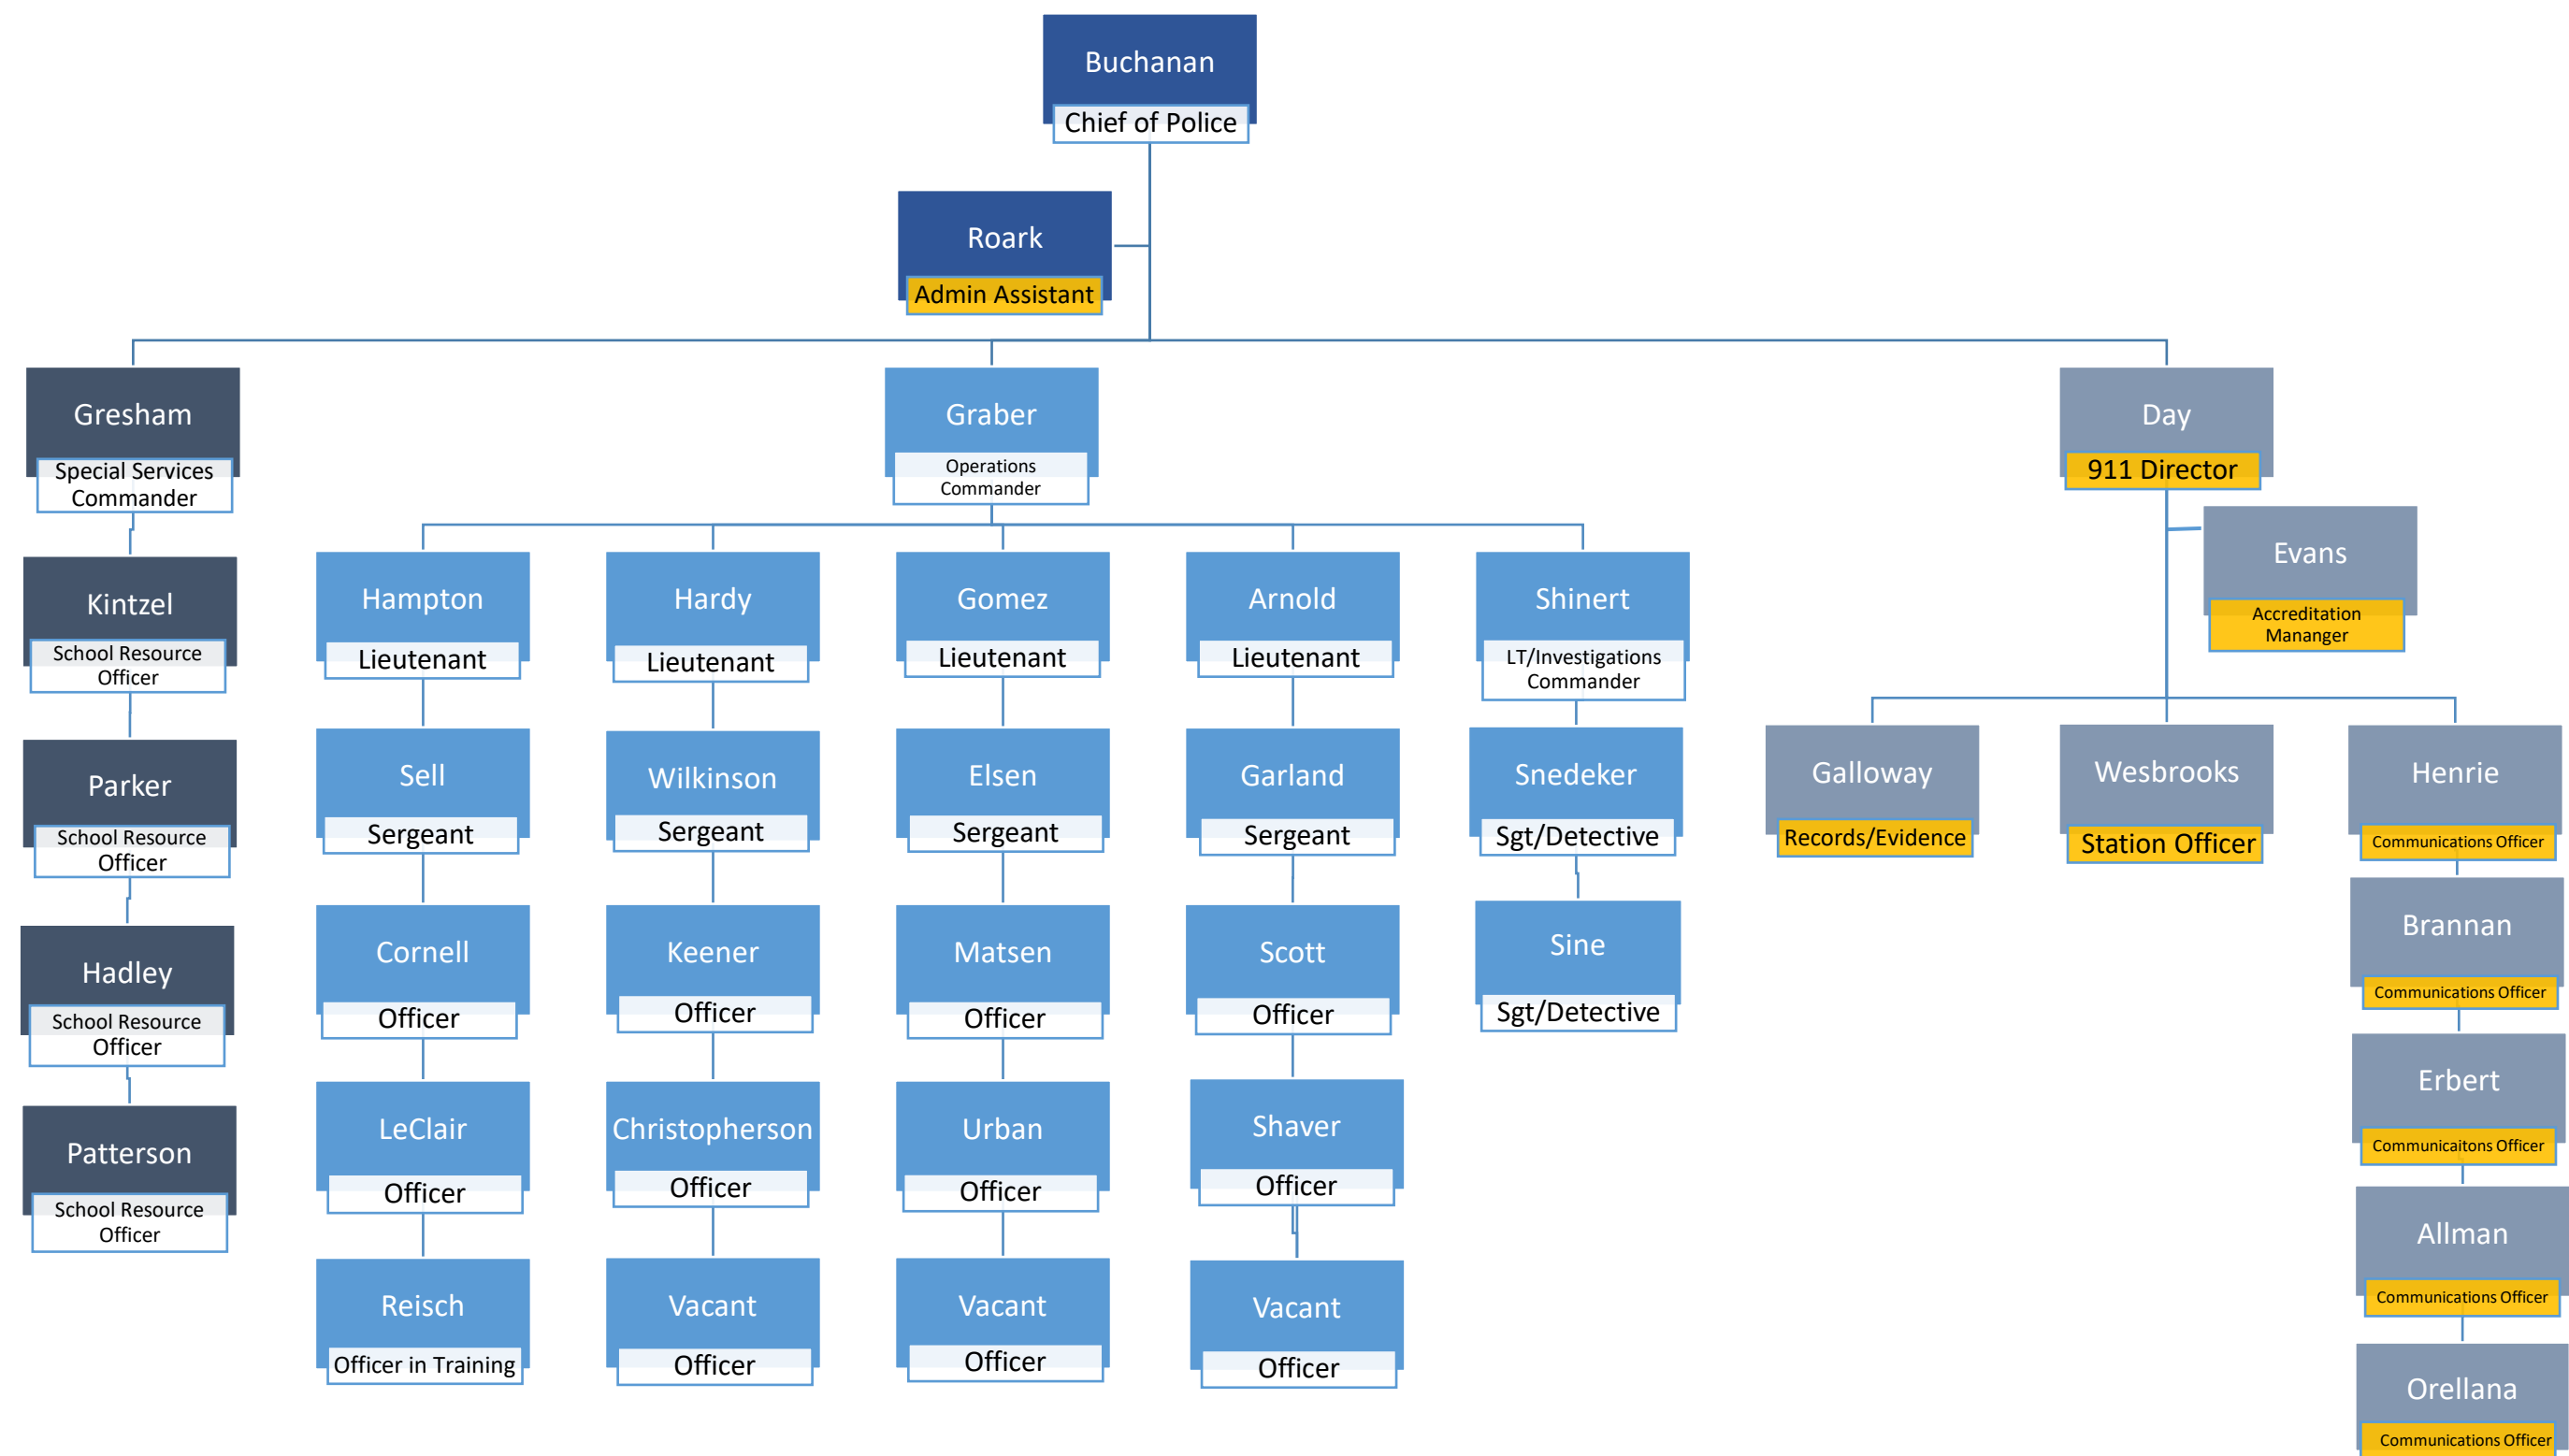 Buchanan
Chief of Police
Roark
Admin Assistant
Gresham
Special Services
Commander
Graber
Operations
Commander
Day
911 Director
Evans
Accreditation
Mananger
Kintzel
School Resource
Officer
Parker
School Resource
Officer
Hadley
School Resource
Officer
Patterson
School Resource
Officer
Hampton
Lieutenant
Sell
Sergeant
Cornell
Officer
LeClair
Officer
Reisch
Officer in Training
Hardy
Lieutenant
Wilkinson
Sergeant
Keener
Officer
Christopherson
Officer
Vacant
Officer
Gomez
Lieutenant
Elsen
Sergeant
Matsen
Officer
Urban
Officer
Vacant
Officer
Arnold
Lieutenant
Garland
Sergeant
Scott
Officer
Shaver
Officer
Vacant
Officer
Shinert
LT/Investigations
Commander
Snedeker
Sgt/Detective
Sine
Sgt/Detective
Galloway
Records/Evidence
Wesbrooks
Station Officer
Henrie
Communications Officer
Brannan
Communications Officer
Erbert
Communicaitons Officer
Allman
Communications Officer
Orellana
Communications Officer